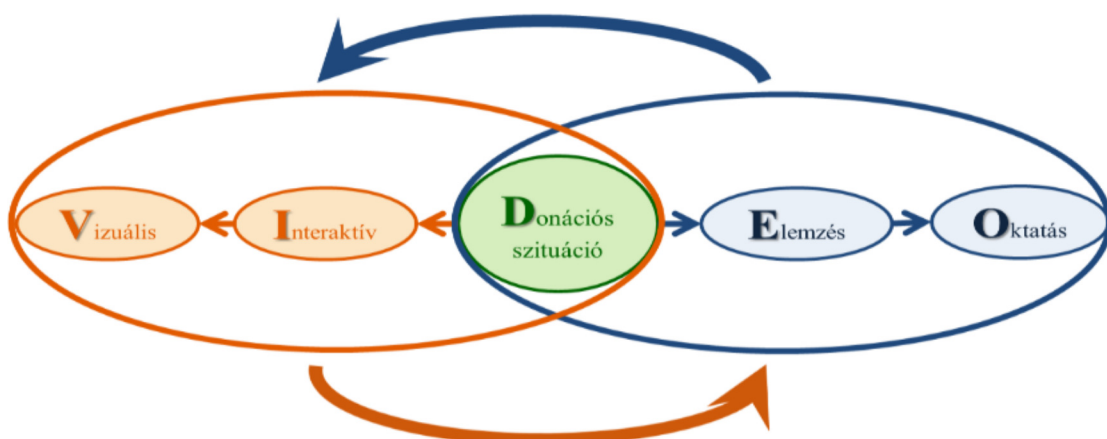 Vizuális
Interaktív
Donációs
szituáció
Elemzés
Oktatás